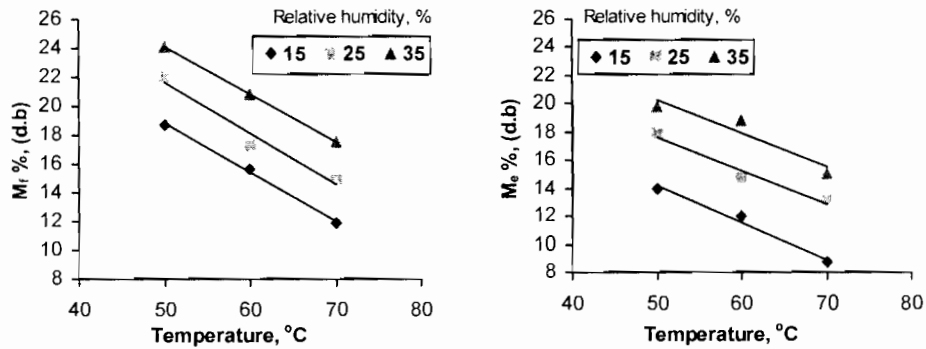 Relative humidity, %
15 25 35
26
24
22
20
18
16
14
12
10
8
M_f %, (d.b)
40 50 60 70 80
Temperature, °C
Relative humidity, %
15 25 35
26
24
22
20
18
16
14
12
10
8
M_e %, (d.b)
40 50 60 70 80
Temperature, °C